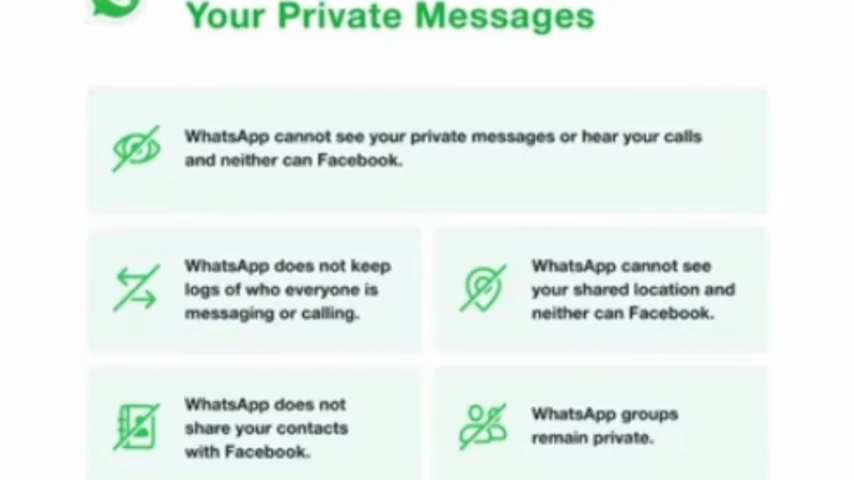 Your Private Messages
WhatsApp cannot see your private messages or hear your calls
and neither can Facebook.
WhatsApp does not keep
logs of who everyone is
messaging or calling.
WhatsApp cannot see
your shared location and
neither can Facebook.
WhatsApp does not
share your contacts
with Facebook.
WhatsApp groups
remain private.